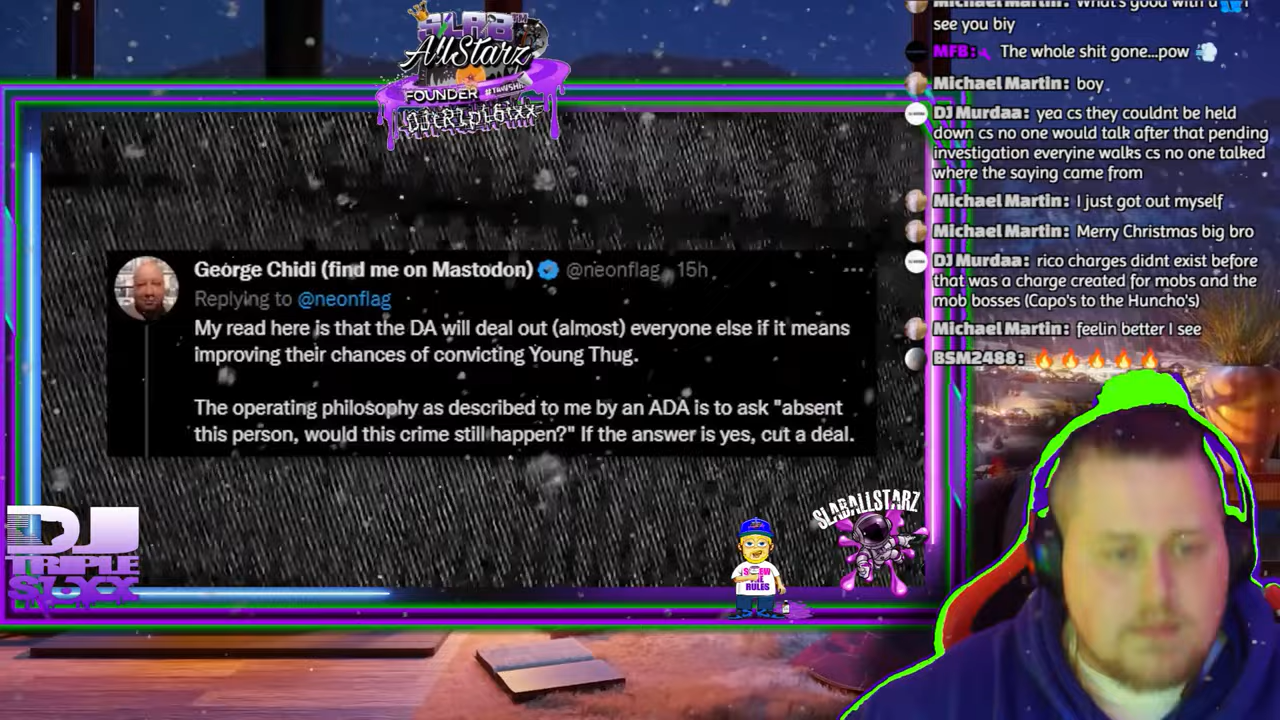 SLAB™
AllStarz
FOUNDER
DJTRIPL6IXX
George Chidi (find me on Mastodon) @neonflag · 15h
Replying to @neonflag
My read here is that the DA will deal out (almost) everyone else if it means
improving their chances of convicting Young Thug.
The operating philosophy as described to me by an ADA is to ask "absent
this person, would this crime still happen?" If the answer is yes, cut a deal.
DJ
TRIPLE
SIXX
SLABALLSTARZ
RULES
see you biy
MFB: The whole shit gone...pow
Michael Martin: boy
DJ Murdaa: yea cs they couldnt be held
down cs no one would talk after that pending
investigation everyine walks cs no one talked
where the saying came from
Michael Martin: I just got out myself
Michael Martin: Merry Christmas big bro
DJ Murdaa: rico charges didnt exist before
that was a charge created for mobs and the
mob bosses (Capo's to the Huncho's)
Michael Martin: feelin better I see
BSM2488: 🔥🔥🔥🔥🔥